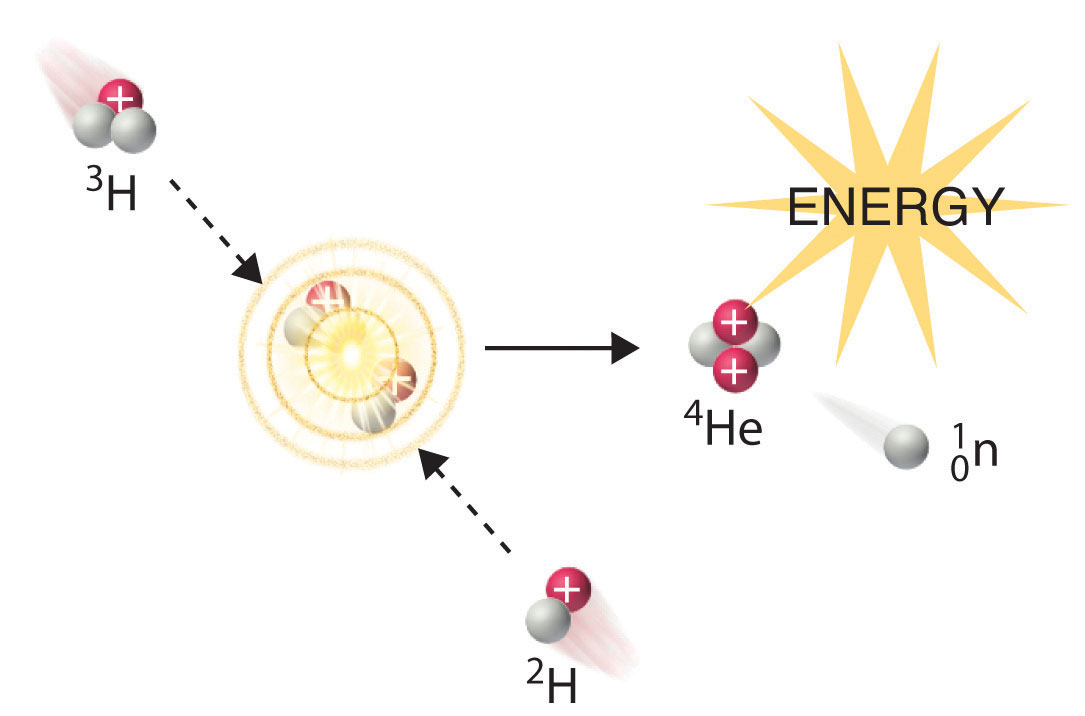 ³H
ENERGY
⁴He
¹₀n
²H